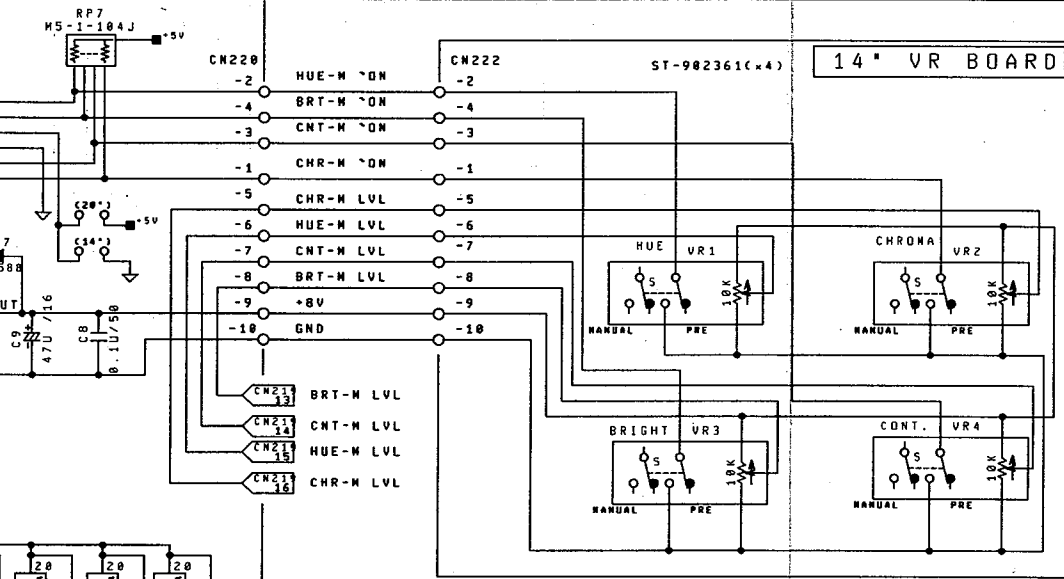 RP7
M5-1-104J
+5V
CN220
CN222
ST-902361(×4)
14" VR BOARD
-2 HUE-M ~ON -2
-4 BRT-M ~ON -4
-3 CNT-M ~ON -3
-1 CHR-M ~ON -1
-5 CHR-M LVL -5
-6 HUE-M LVL -6
-7 CNT-M LVL -7
-8 BRT-M LVL -8
-9 +8V -9
-10 GND -10
(20")
+5V
(14")
7
588
UT
C9
47U /16
C8
0.1U/50
HUE VR1
S
10K
MANUAL PRE
CHROMA VR2
S
10K
MANUAL PRE
CN219
13
BRT-M LVL
CN219
14
CNT-M LVL
CN219
15
HUE-M LVL
CN219
16
CHR-M LVL
BRIGHT VR3
S
10K
MANUAL PRE
CONT. VR4
S
10K
MANUAL PRE
20
20
20